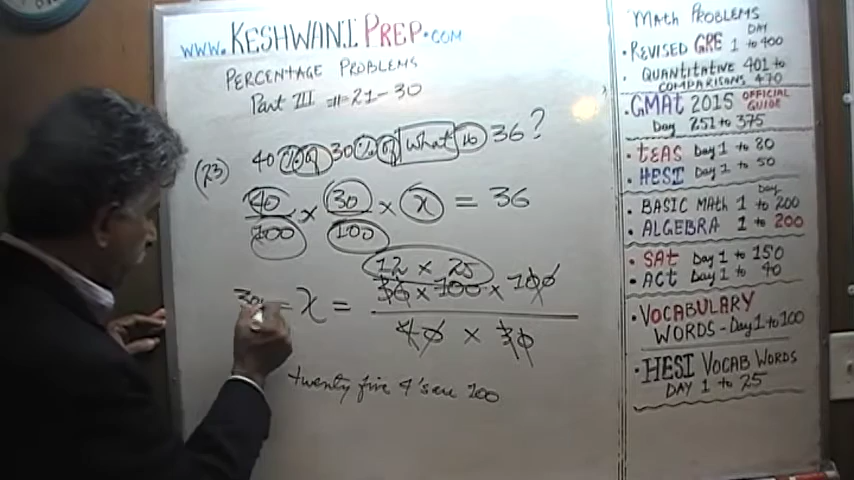 www.KESHWANI PREP.COM
PERCENTAGE PROBLEMS
Part III # 21-30
(23) 40 % of 30 % of what is 36?
40/100 × 30/100 × x = 36
12 × 25
300 = x = 36 × 100 × 100 / 40 × 30
twenty five 4's are 100
MATH PROBLEMS
DAY
• REVISED GRE 1 to 400
• QUANTITATIVE 401 to
COMPARISONS 470
• GMAT 2015 OFFICIAL GUIDE
Day 251 to 375
• TEAS Day 1 to 80
• HESI Day 1 to 50
Day
• BASIC MATH 1 to 200
• ALGEBRA 1 to 200
• SAt Day 1 to 150
• ACT Day 1 to 40
• VOCABULARY
WORDS - Day 1 to 100
• HESI VOCAB WORDS
DAY 1 to 25